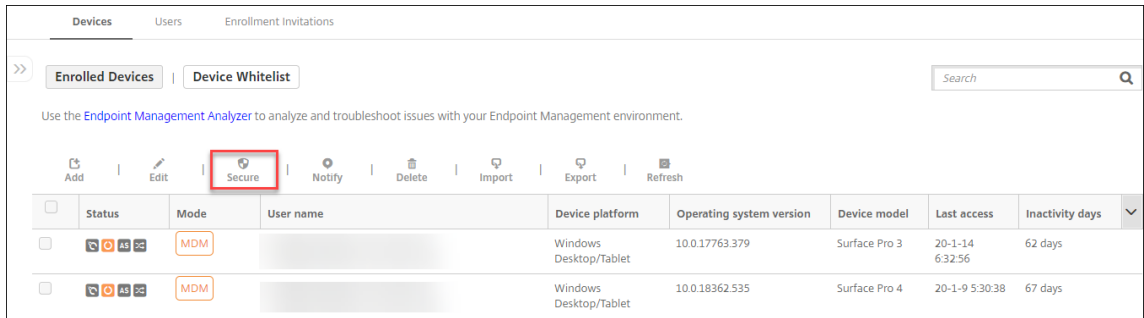 Devices Users Enrollment Invitations
>>
Enrolled Devices | Device Whitelist Search
Use the Endpoint Management Analyzer to analyze and troubleshoot issues with your Endpoint Management environment.
Add | Edit | Secure | Notify | Delete | Import | Export | Refresh
Status Mode User name Device platform Operating system version Device model Last access Inactivity days
AS MDM Windows 10.0.17763.379 Surface Pro 3 20-1-14 62 days
Desktop/Tablet 6:32:56
AS MDM Windows 10.0.18362.535 Surface Pro 4 20-1-9 5:30:38 67 days
Desktop/Tablet